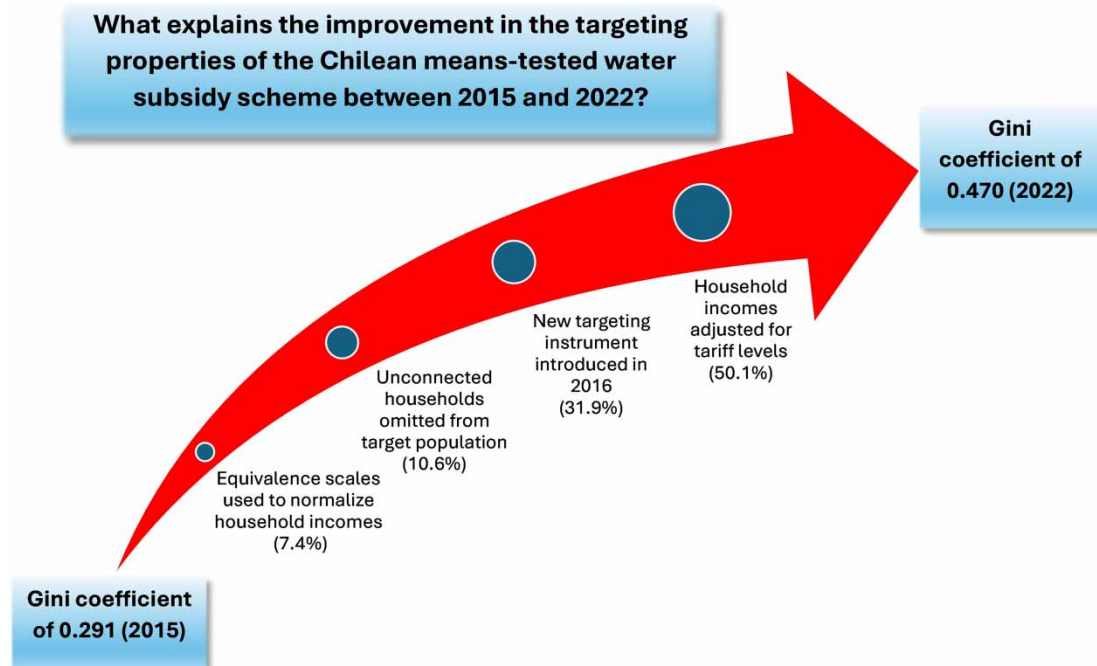 What explains the improvement in the targeting
properties of the Chilean means-tested water
subsidy scheme between 2015 and 2022?
Gini
coefficient of
0.470 (2022)
Household
incomes
adjusted for
tariff levels
(50.1%)
New targeting
instrument
introduced in
2016
(31.9%)
Unconnected
households
omitted from
target population
(10.6%)
Equivalence scales
used to normalize
household incomes
(7.4%)
Gini coefficient
of 0.291 (2015)